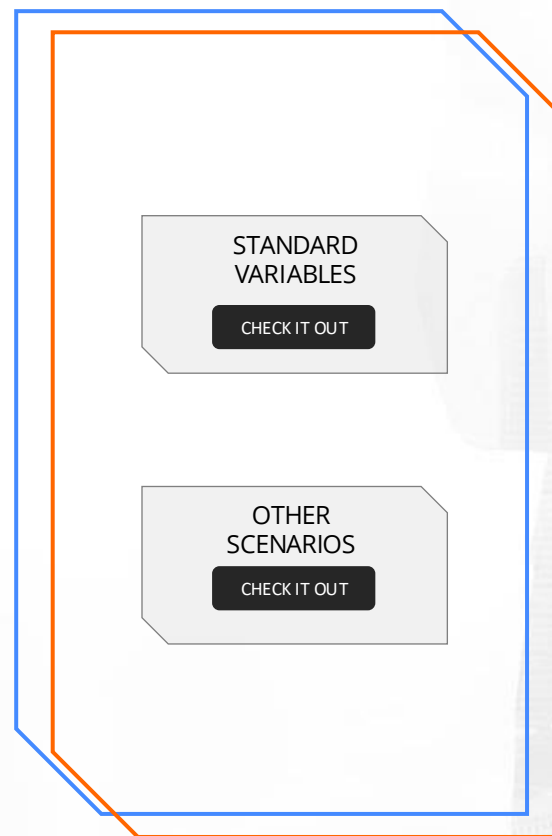 STANDARD
VARIABLES
CHECK IT OUT
OTHER
SCENARIOS
CHECK IT OUT